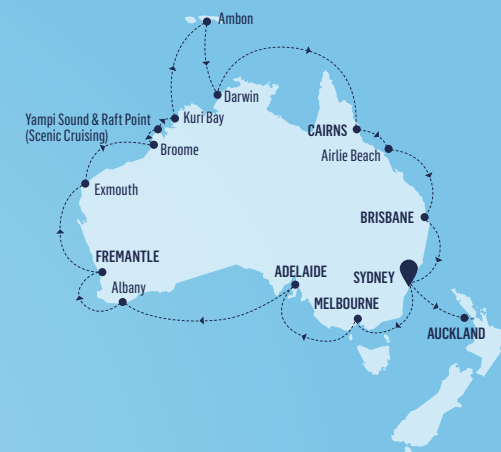 Ambon
Darwin
Yampi Sound & Raft Point
(Scenic Cruising)
Kuri Bay
CAIRNS
Broome
Airlie Beach
Exmouth
BRISBANE
FREMANTLE
ADELAIDE
SYDNEY
Albany
MELBOURNE
AUCKLAND